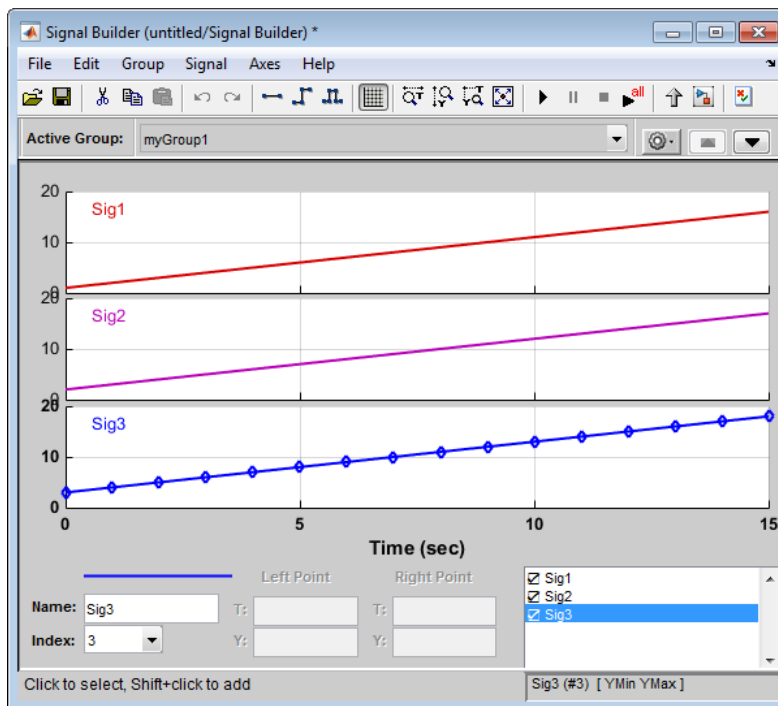 Signal Builder (untitled/Signal Builder) *
File Edit Group Signal Axes Help
all
Active Group: myGroup1
20
Sig1
10
0
20
Sig2
10
0
20
Sig3
10
0
0 5 10 15
Time (sec)
Left Point Right Point
Name: Sig3 T: T:
Index: 3 Y: Y:
Sig1
Sig2
Sig3
Click to select, Shift+click to add
Sig3 (#3) [ YMin YMax ]